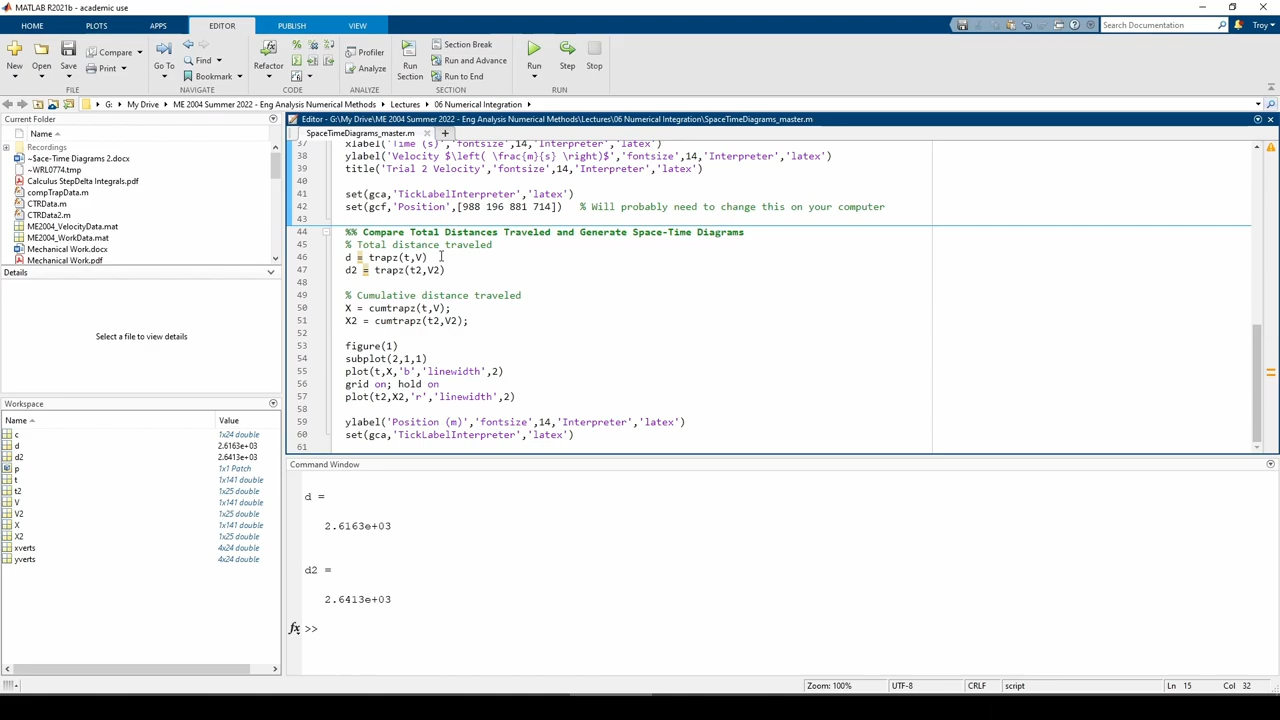 MATLAB R2021b - academic use
HOME PLOTS APPS EDITOR PUBLISH VIEW
Search Documentation
Troy
New Open Save Compare Print
Go To Find Bookmark
Refactor
Profiler
Analyze
Run Section
Section Break
Run and Advance
Run to End
Run Step Stop
FILE NAVIGATE CODE ANALYZE SECTION RUN
G: My Drive ME 2004 Summer 2022 - Eng Analysis Numerical Methods Lectures 06 Numerical Integration
Current Folder
Name
Recordings
~$ace-Time Diagrams 2.docx
~WRL0774.tmp
Calculus StepDelta Integrals.pdf
compTrapData.m
CTRData.m
CTRData2.m
ME2004_VelocityData.mat
ME2004_WorkData.mat
Mechanical Work.docx
Mechanical Work.pdf
Details
Select a file to view details
Workspace
Name Value
c 1x24 double
d 2.6163e+03
d2 2.6413e+03
p 1x1 Patch
t 1x141 double
t2 1x25 double
V 1x141 double
V2 1x25 double
X 1x141 double
X2 1x25 double
xverts 4x24 double
yverts 4x24 double
Editor - G:\My Drive\ME 2004 Summer 2022 - Eng Analysis Numerical Methods\Lectures\06 Numerical Integration\SpaceTimeDiagrams_master.m
SpaceTimeDiagrams_master.m
37 xlabel('Time (s)','fontsize',14,'Interpreter','latex')
38 ylabel('Velocity $\left( \frac{m}{s} \right)$','fontsize',14,'Interpreter','latex')
39 title('Trial 2 Velocity','fontsize',14,'Interpreter','latex')
40
41 set(gca,'TickLabelInterpreter','latex')
42 set(gcf,'Position',[988 196 881 714]) % Will probably need to change this on your computer
43
44 %% Compare Total Distances Traveled and Generate Space-Time Diagrams
45 % Total distance traveled
46 d = trapz(t,V)
47 d2 = trapz(t2,V2)
48
49 % Cumulative distance traveled
50 X = cumtrapz(t,V);
51 X2 = cumtrapz(t2,V2);
52
53 figure(1)
54 subplot(2,1,1)
55 plot(t,X,'b','linewidth',2)
56 grid on; hold on
57 plot(t2,X2,'r','linewidth',2)
58
59 ylabel('Position (m)','fontsize',14,'Interpreter','latex')
60 set(gca,'TickLabelInterpreter','latex')
61
Command Window
d =
2.6163e+03
d2 =
2.6413e+03
fx >>
Zoom: 100% UTF-8 CRLF script Ln 15 Col 32